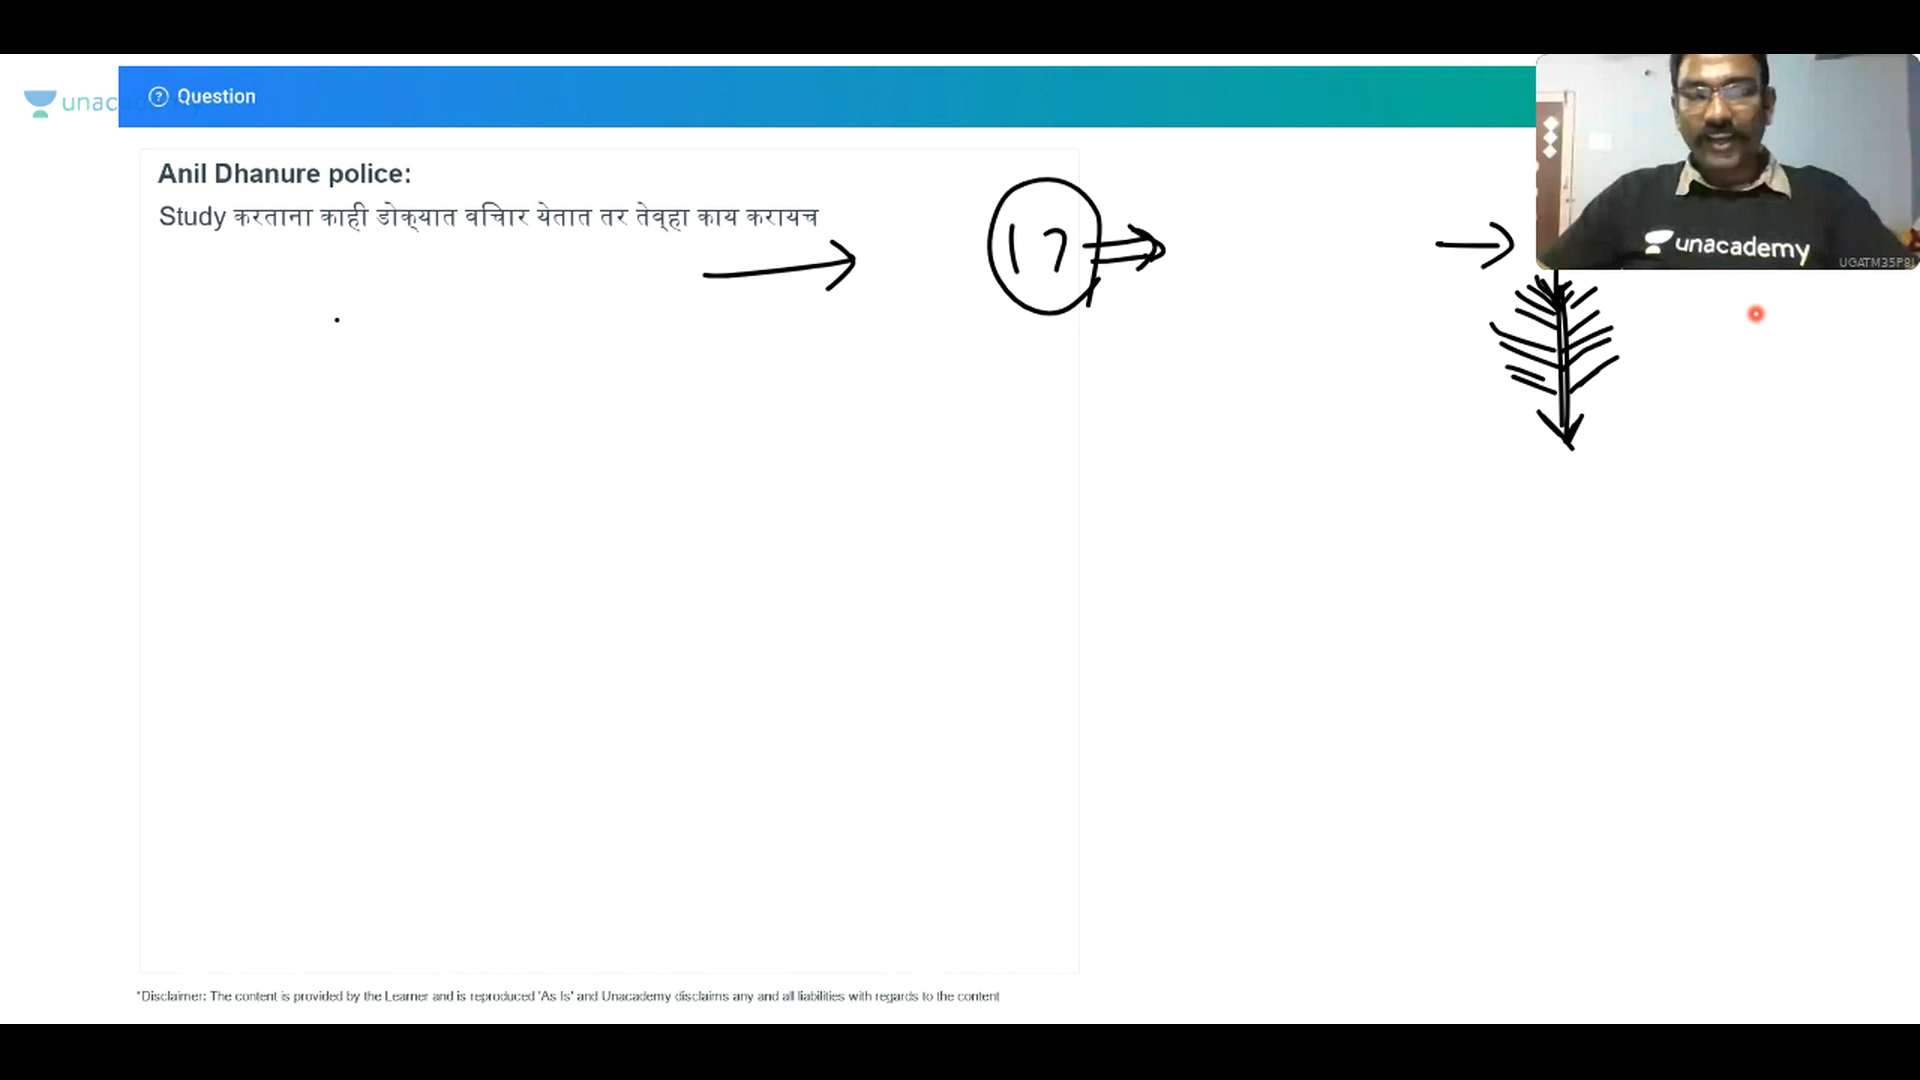 unacademy
Question
Anil Dhanure police:
Study करताना काही डोक्यात विचार येतात तर तेव्हा काय करायच
17
unacademy
UGATM35P8I
*Disclaimer: The content is provided by the Learner and is reproduced 'As Is' and Unacademy disclaims any and all liabilities with regards to the content